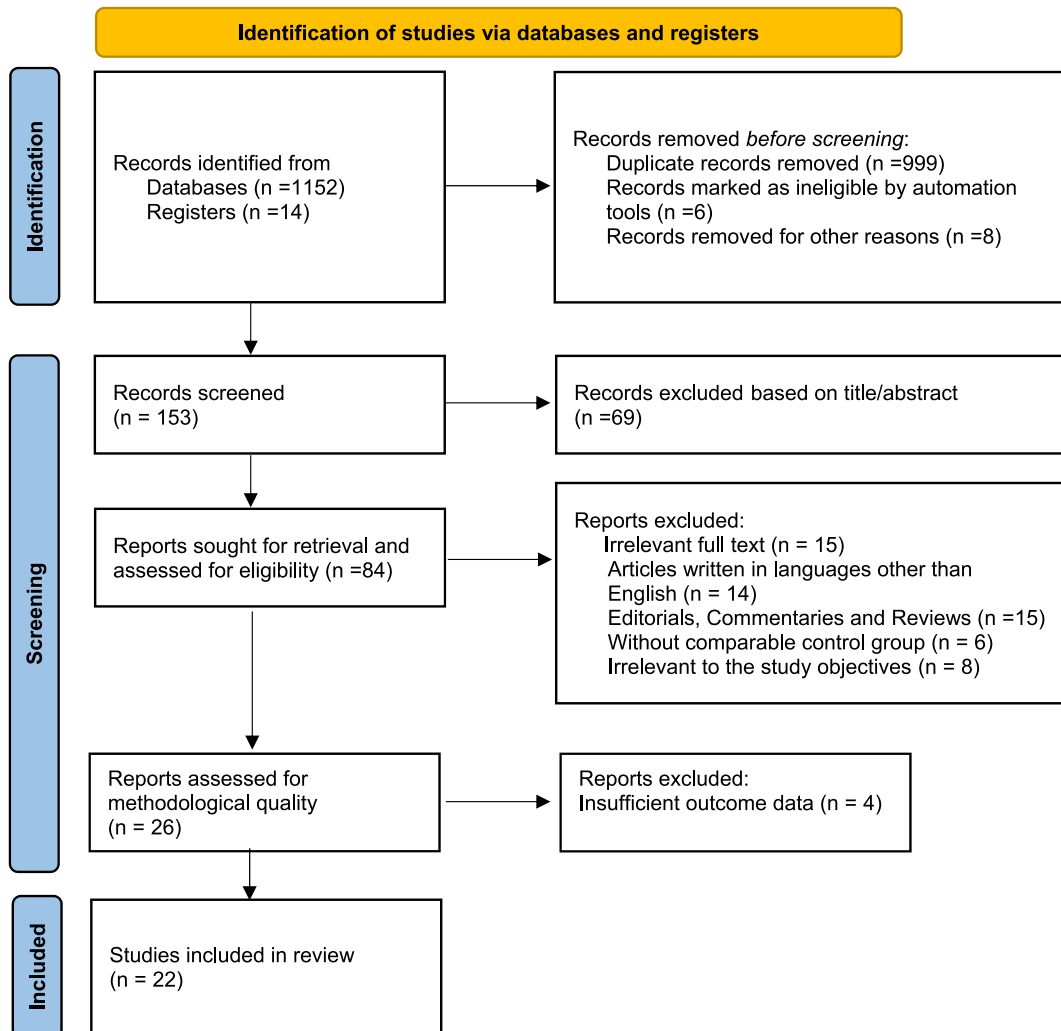 Identification of studies via databases and registers
Identification
Records identified from
Databases (n =1152)
Registers (n =14)
Records removed before screening:
Duplicate records removed (n =999)
Records marked as ineligible by automation
tools (n =6)
Records removed for other reasons (n =8)
Screening
Records screened
(n = 153)
Records excluded based on title/abstract
(n =69)
Reports sought for retrieval and
assessed for eligibility (n =84)
Reports excluded:
Irrelevant full text (n = 15)
Articles written in languages other than
English (n = 14)
Editorials, Commentaries and Reviews (n =15)
Without comparable control group (n = 6)
Irrelevant to the study objectives (n = 8)
Reports assessed for
methodological quality
(n = 26)
Reports excluded:
Insufficient outcome data (n = 4)
Included
Studies included in review
(n = 22)